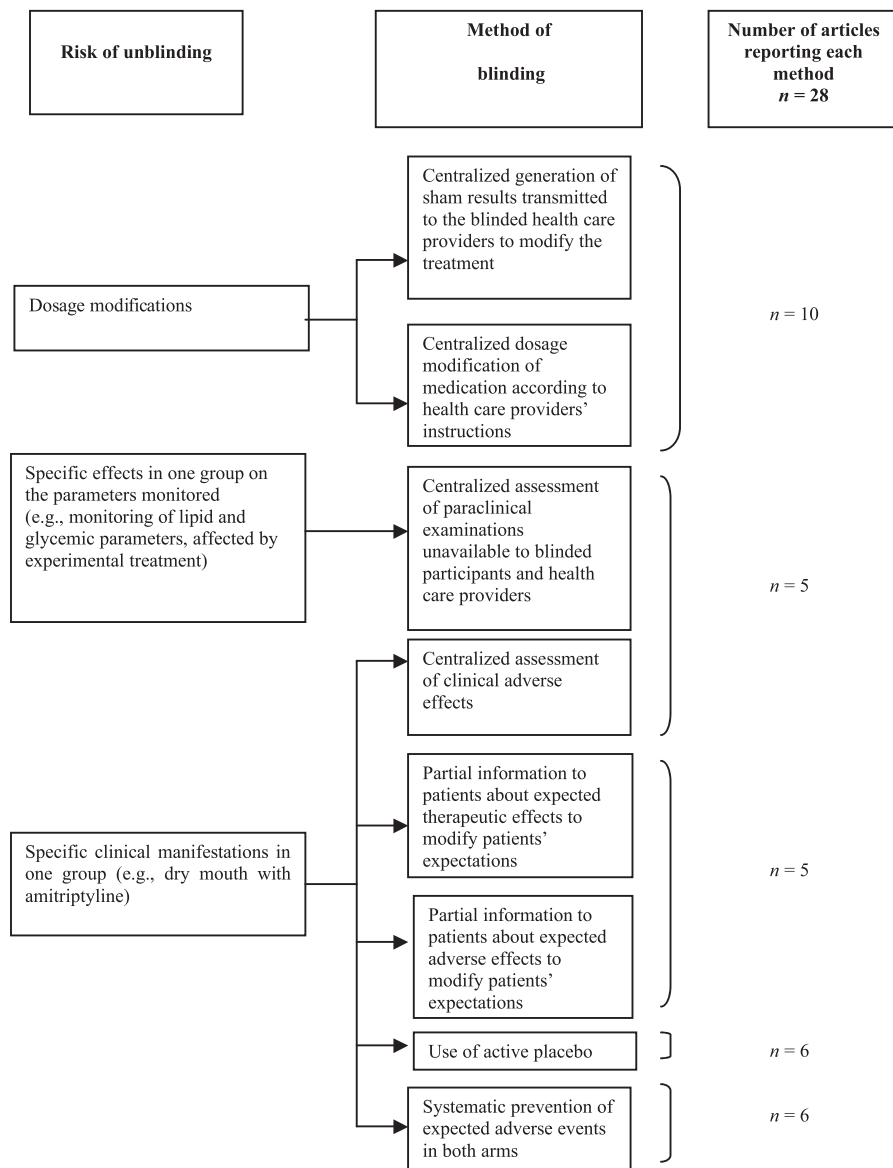 Risk of unblinding
Method of
blinding
Number of articles
reporting each
method
n = 28
Centralized generation of
sham results transmitted
to the blinded health care
providers to modify the
treatment
Dosage modifications
n = 10
Centralized dosage
modification of
medication according to
health care providers’
instructions
Specific effects in one group on
the parameters monitored
(e.g., monitoring of lipid and
glycemic parameters, affected by
experimental treatment)
Centralized assessment
of paraclinical
examinations
unavailable to blinded
participants and health
care providers
n = 5
Centralized assessment
of clinical adverse
effects
Partial information to
patients about expected
therapeutic effects to
modify patients’
expectations
Specific clinical manifestations in
one group (e.g., dry mouth with
amitriptyline)
n = 5
Partial information to
patients about expected
adverse effects to
modify patients’
expectations
Use of active placebo
n = 6
Systematic prevention of
expected adverse events
in both arms
n = 6